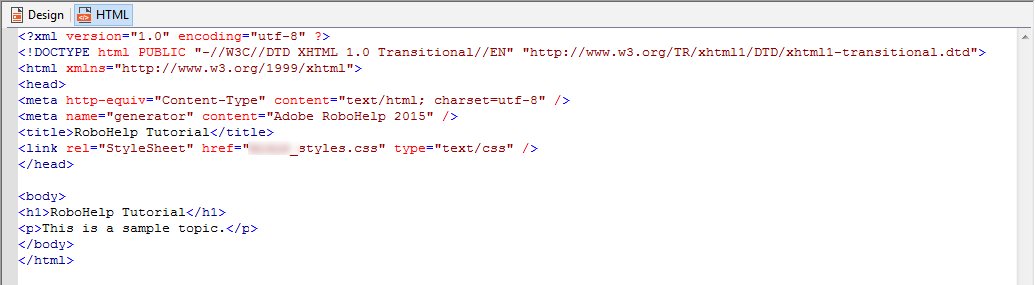 Design HTML
<?xml version="1.0" encoding="utf-8" ?>
<!DOCTYPE html PUBLIC "-//W3C//DTD XHTML 1.0 Transitional//EN" "http://www.w3.org/TR/xhtml1/DTD/xhtml1-transitional.dtd">
<html xmlns="http://www.w3.org/1999/xhtml">
<head>
<meta http-equiv="Content-Type" content="text/html; charset=utf-8" />
<meta name="generator" content="Adobe RoboHelp 2015" />
<title>RoboHelp Tutorial</title>
<link rel="StyleSheet" href="_styles.css" type="text/css" />
</head>
<body>
<h1>RoboHelp Tutorial</h1>
<p>This is a sample topic.</p>
</body>
</html>